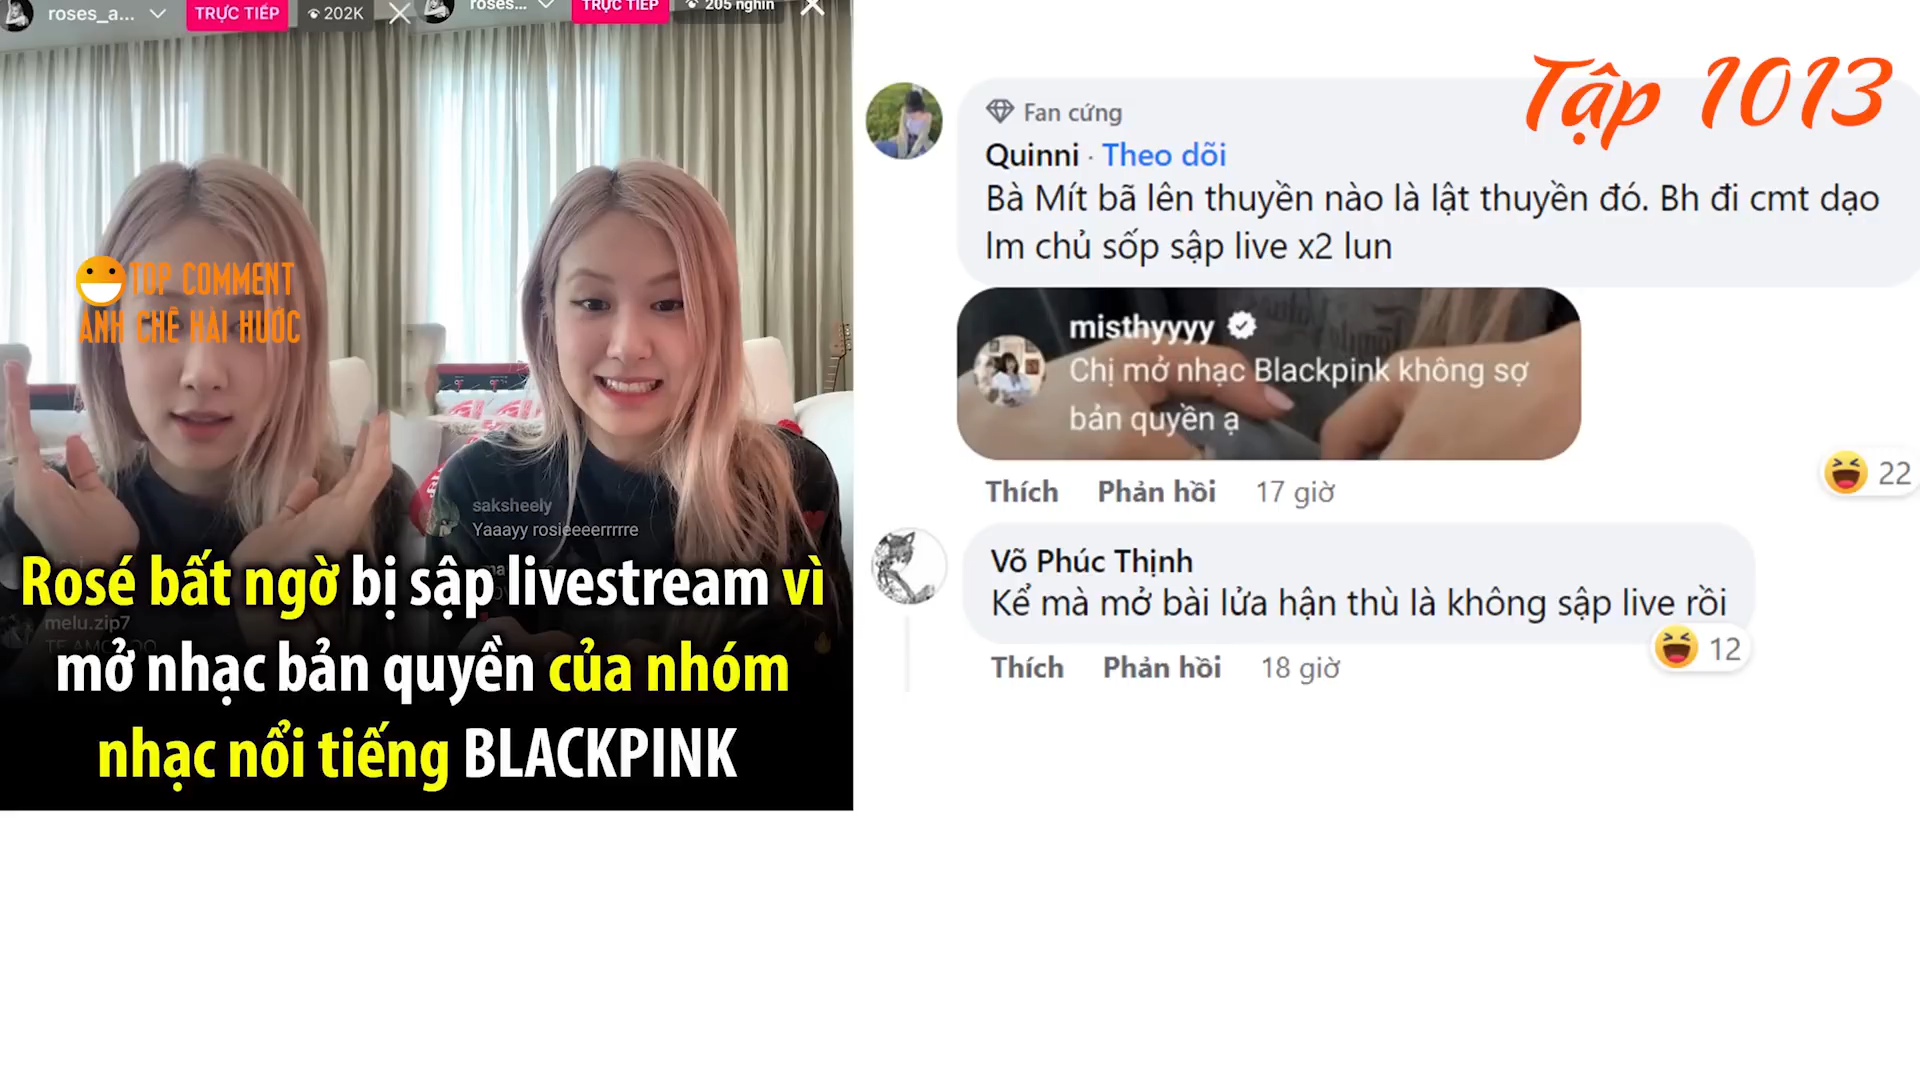 roses_a...
TRỰC TIẾP
202K
roses...
TRỰC TIẾP
205 nghìn
TOP COMMENT
ẢNH CHẾ HÀI HƯỚC
saksheely
Yaaayy rosieeeerrrrre
melu.zip7
Rosé bất ngờ bị sập livestream vì
mở nhạc bản quyền của nhóm
nhạc nổi tiếng BLACKPINK
Tập 1013
Fan cứng
Quinni · Theo dõi
Bà Mít bã lên thuyền nào là lật thuyền đó. Bh đi cmt dạo
lm chủ sốp sập live x2 lun
misthyyyy
Chị mở nhạc Blackpink không sợ
bản quyền ạ
Thích Phản hồi 17 giờ
22
Võ Phúc Thịnh
Kể mà mở bài lửa hận thù là không sập live rồi
12
Thích Phản hồi 18 giờ